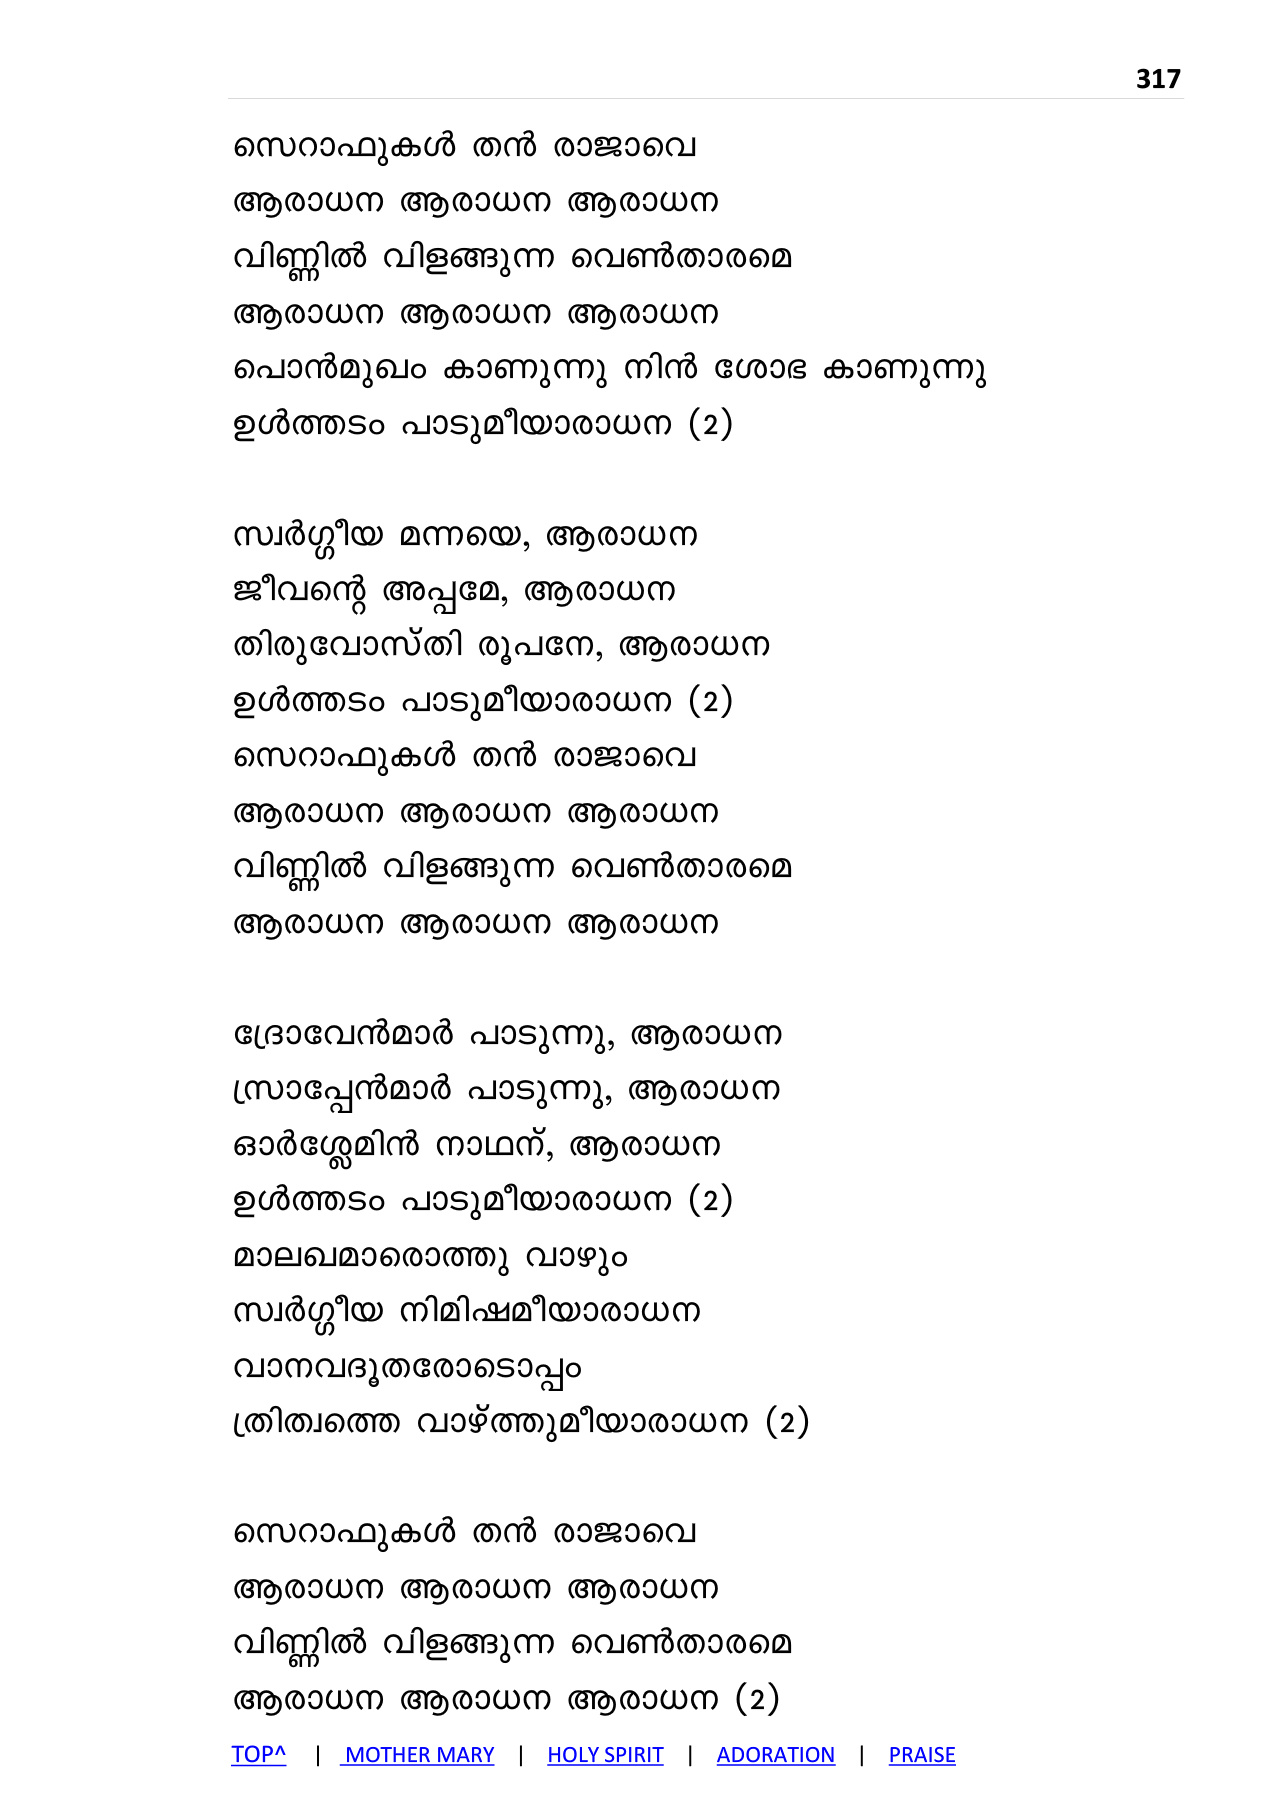 317
സെറാഫുകൾ തൻ രാജാവെ
ആരാധന ആരാധന ആരാധന
വിണ്ണിൽ വിളങ്ങുന്ന വെൺതാരമെ
ആരാധന ആരാധന ആരാധന
പൊൻമുഖം കാണുന്നു നിൻ ശോഭ കാണുന്നു
ഉൾത്തടം പാടുമീയാരാധന (2)
സ്വർഗ്ഗീയ മന്നയെ, ആരാധന
ജീവന്റെ അപ്പമേ, ആരാധന
തിരുവോസ്തി രൂപനേ, ആരാധന
ഉൾത്തടം പാടുമീയാരാധന (2)
സെറാഫുകൾ തൻ രാജാവെ
ആരാധന ആരാധന ആരാധന
വിണ്ണിൽ വിളങ്ങുന്ന വെൺതാരമെ
ആരാധന ആരാധന ആരാധന
ദ്രോവേൻമാർ പാടുന്നു, ആരാധന
സ്രാപ്പേൻമാർ പാടുന്നു, ആരാധന
ഓർശ്ലേമിൻ നാഥന്, ആരാധന
ഉൾത്തടം പാടുമീയാരാധന (2)
മാലഖമാരൊത്തു വാഴും
സ്വർഗ്ഗീയ നിമിഷമീയാരാധന
വാനവദൂതരോടൊപ്പം
ത്രിത്വത്തെ വാഴ്ത്തുമീയാരാധന (2)
സെറാഫുകൾ തൻ രാജാവെ
ആരാധന ആരാധന ആരാധന
വിണ്ണിൽ വിളങ്ങുന്ന വെൺതാരമെ
ആരാധന ആരാധന ആരാധന (2)
TOP^ | MOTHER MARY | HOLY SPIRIT | ADORATION | PRAISE